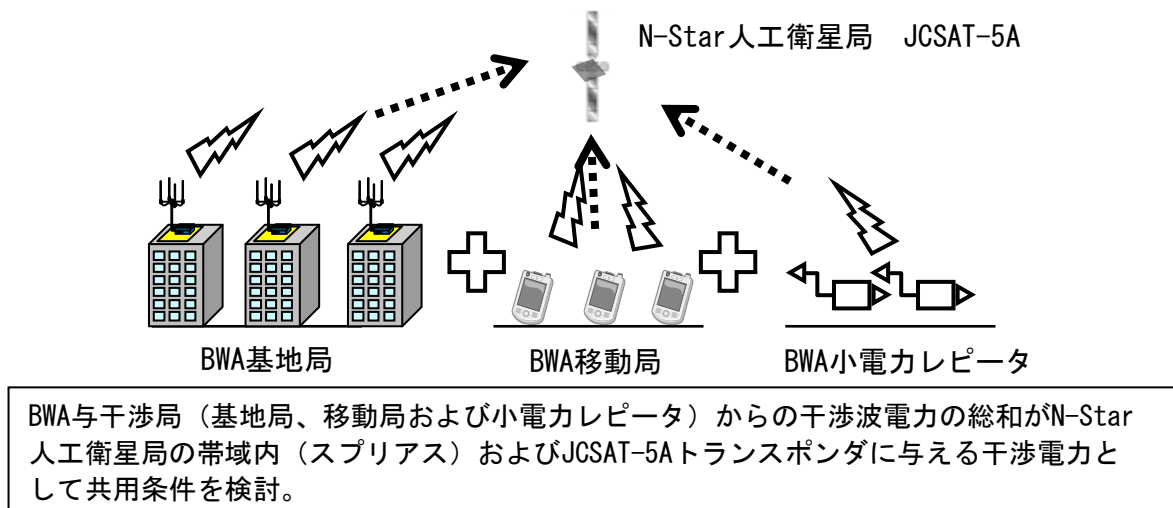 N-Star人工衛星局　JCSAT-5A
BWA基地局
BWA移動局
BWA小電力レピータ
BWA与干渉局（基地局、移動局および小電力レピータ）からの干渉波電力の総和がN-Star
人工衛星局の帯域内（スプリアス）およびJCSAT-5Aトランスポンダに与える干渉電力と
して共用条件を検討。